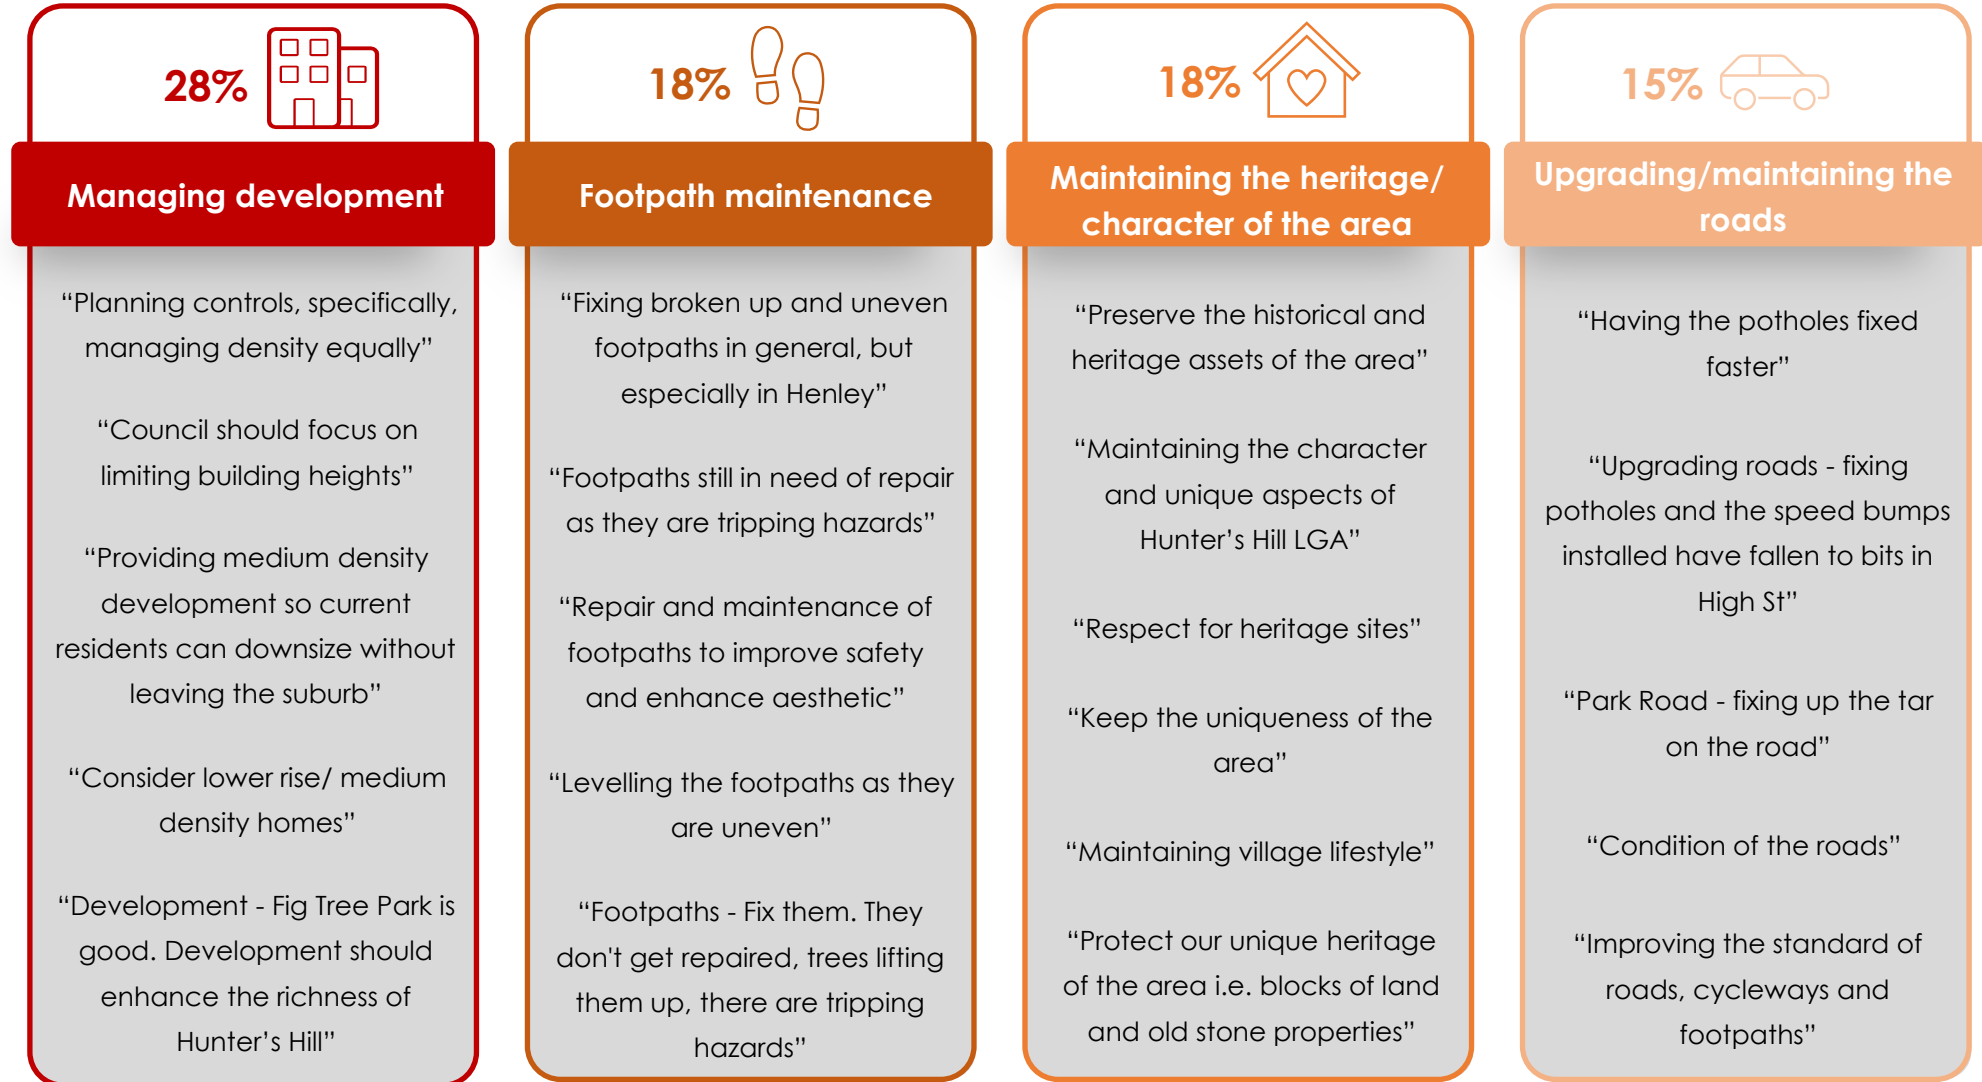 28%
Managing development
“Planning controls, specifically,
managing density equally”
“Council should focus on
limiting building heights”
“Providing medium density
development so current
residents can downsize without
leaving the suburb”
“Consider lower rise/ medium
density homes”
“Development - Fig Tree Park is
good. Development should
enhance the richness of
Hunter’s Hill”
18%
Footpath maintenance
“Fixing broken up and uneven
footpaths in general, but
especially in Henley”
“Footpaths still in need of repair
as they are tripping hazards”
“Repair and maintenance of
footpaths to improve safety
and enhance aesthetic”
“Levelling the footpaths as they
are uneven”
“Footpaths - Fix them. They
don't get repaired, trees lifting
them up, there are tripping
hazards”
18%
Maintaining the heritage/
character of the area
“Preserve the historical and
heritage assets of the area”
“Maintaining the character
and unique aspects of
Hunter’s Hill LGA”
“Respect for heritage sites”
“Keep the uniqueness of the
area”
“Maintaining village lifestyle”
“Protect our unique heritage
of the area i.e. blocks of land
and old stone properties”
15%
Upgrading/maintaining the
roads
“Having the potholes fixed
faster”
“Upgrading roads - fixing
potholes and the speed bumps
installed have fallen to bits in
High St”
“Park Road - fixing up the tar
on the road”
“Condition of the roads”
“Improving the standard of
roads, cycleways and
footpaths”